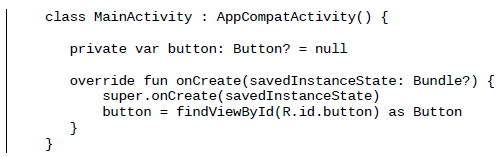 class MainActivity : AppCompatActivity() {
private var button: Button? = null
override fun onCreate(savedInstanceState: Bundle?) {
super.onCreate(savedInstanceState)
button = findViewById(R.id.button) as Button
}
}